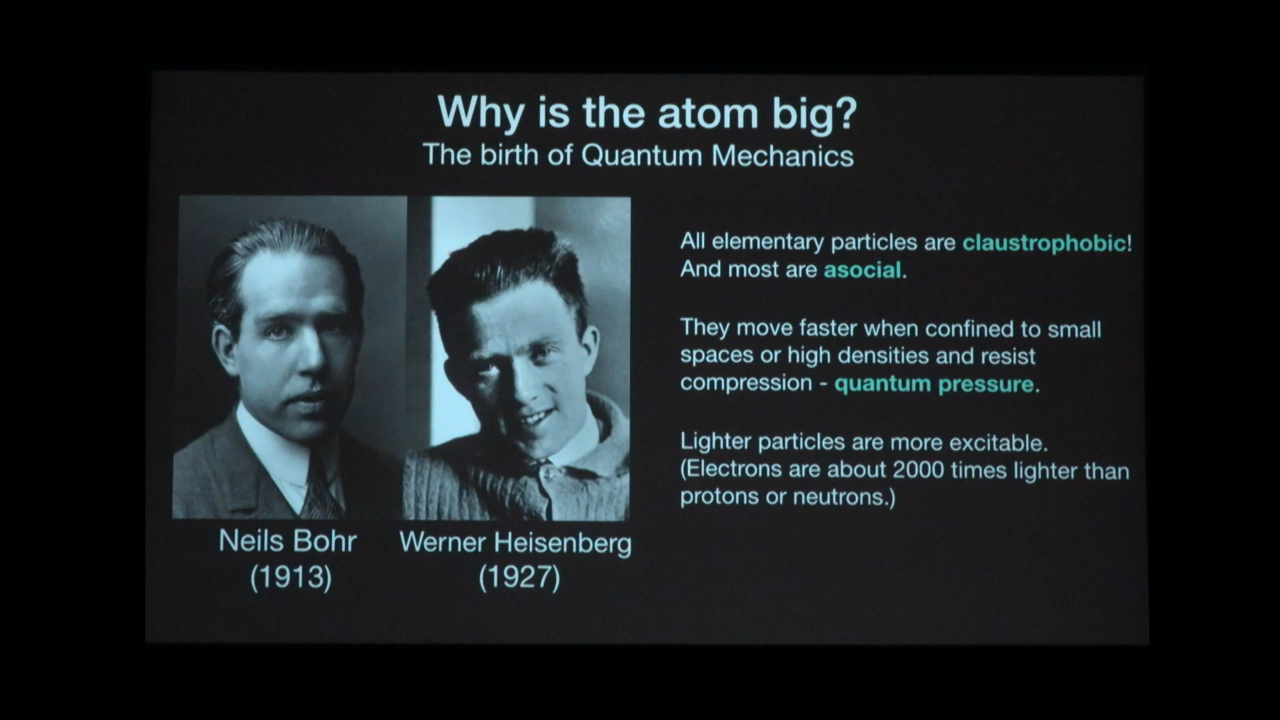 Why is the atom big?
The birth of Quantum Mechanics
All elementary particles are claustrophobic!
And most are asocial.
They move faster when confined to small
spaces or high densities and resist
compression - quantum pressure.
Lighter particles are more excitable.
(Electrons are about 2000 times lighter than
protons or neutrons.)
Neils Bohr
(1913)
Werner Heisenberg
(1927)